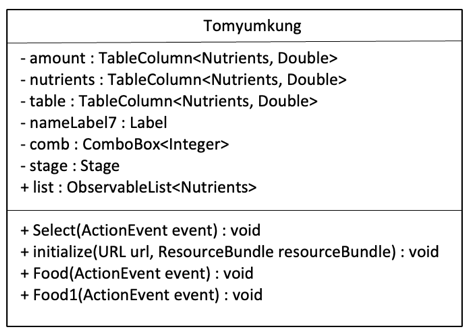 Tomyumkung
- amount : TableColumn<Nutrients, Double>
- nutrients : TableColumn<Nutrients, Double>
- table : TableColumn<Nutrients, Double>
- nameLabel7 : Label
- comb : ComboBox<Integer>
- stage : Stage
+ list : ObservableList<Nutrients>
+ Select(ActionEvent event) : void
+ initialize(URL url, ResourceBundle resourceBundle) : void
+ Food(ActionEvent event) : void
+ Food1(ActionEvent event) : void